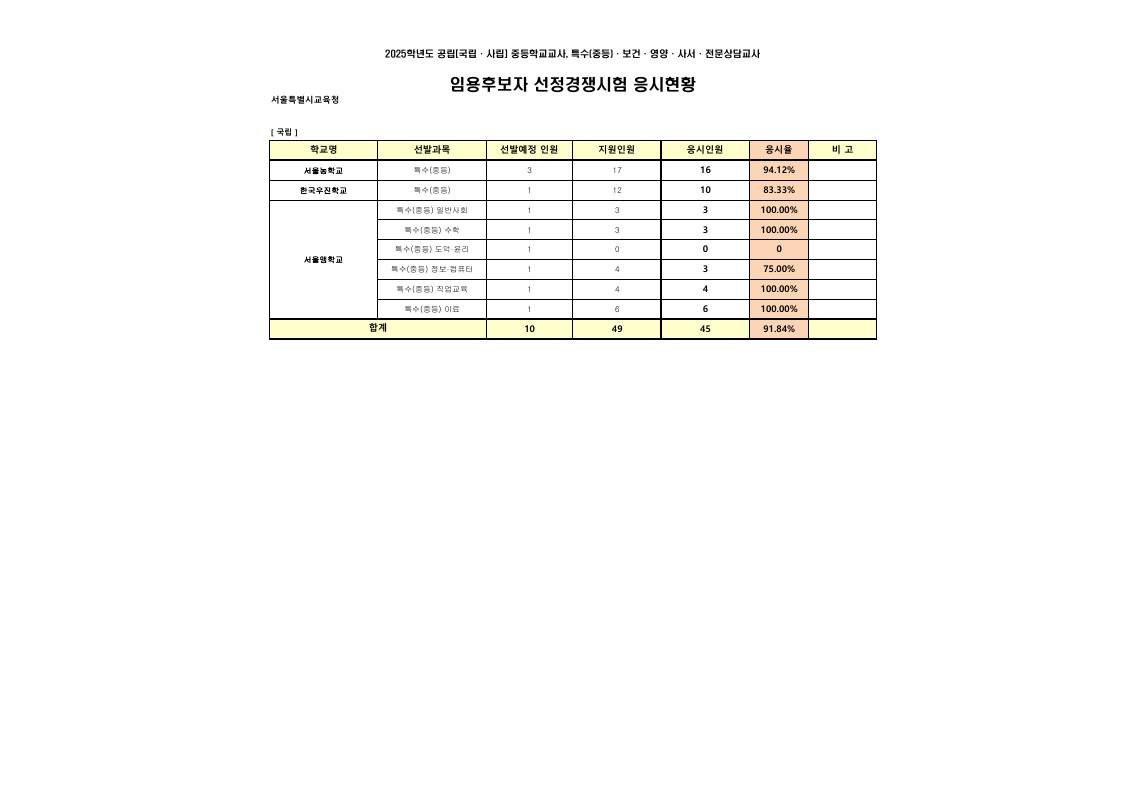 2025학년도 공립(국립 · 사립) 중등학교교사, 특수(중등) · 보건 · 영양 · 사서 · 전문상담교사
임용후보자 선정경쟁시험 응시현황
서울특별시교육청
[ 국립 ]
학교명 선발과목 선발예정 인원 지원인원 응시인원 응시율 비 고
서울농학교 특수(중등) 3 17 16 94.12%
한국우진학교 특수(중등) 1 12 10 83.33%
서울맹학교 특수(중등) 일반사회 1 3 3 100.00%
특수(중등) 수학 1 3 3 100.00%
특수(중등) 도덕·윤리 1 0 0 0
특수(중등) 정보·컴퓨터 1 4 3 75.00%
특수(중등) 직업교육 1 4 4 100.00%
특수(중등) 이료 1 6 6 100.00%
합계 10 49 45 91.84%